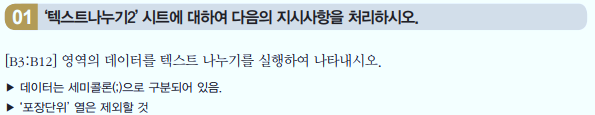 01 ‘텍스트나누기2’ 시트에 대하여 다음의 지시사항을 처리하시오.
[B3:B12] 영역의 데이터를 텍스트 나누기를 실행하여 나타내시오.
▶ 데이터는 세미콜론(;)으로 구분되어 있음.
▶ ‘포장단위’ 열은 제외할 것